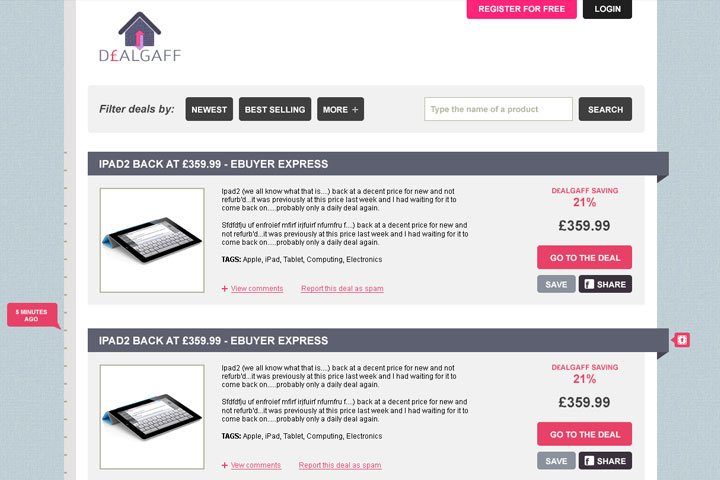 REGISTER FOR FREE
LOGIN
D£ALGAFF
Filter deals by:
NEWEST
BEST SELLING
MORE +
Type the name of a product
SEARCH
IPAD2 BACK AT £359.99 - EBUYER EXPRESS
Ipad2 (we all know what that is....) back at a decent price for new and not
refurb'd...it was previously at this price last week and I had waiting for it to
come back on.....probably only a daily deal again.
Sfdfdfju uf enfroief mfirf irjfuirf nfurnfru f...) back at a decent price for new and
not refurb'd...it was previously at this price last week and I had waiting for it to
come back on.....probably only a daily deal again.
TAGS: Apple, iPad, Tablet, Computing, Electronics
+ View comments
Report this deal as spam
D£ALGAFF SAVING
21%
£359.99
GO TO THE DEAL
SAVE
f SHARE
5 MINUTES
AGO
IPAD2 BACK AT £359.99 - EBUYER EXPRESS
Ipad2 (we all know what that is....) back at a decent price for new and not
refurb'd...it was previously at this price last week and I had waiting for it to
come back on.....probably only a daily deal again.
Sfdfdfju uf enfroief mfirf irjfuirf nfurnfru f...) back at a decent price for new and
not refurb'd...it was previously at this price last week and I had waiting for it to
come back on.....probably only a daily deal again.
TAGS: Apple, iPad, Tablet, Computing, Electronics
+ Vew comments
Report this deal as spam
D£ALGAFF SAVING
21%
£359.99
GO TO THE DEAL
SAVE
f SHARE